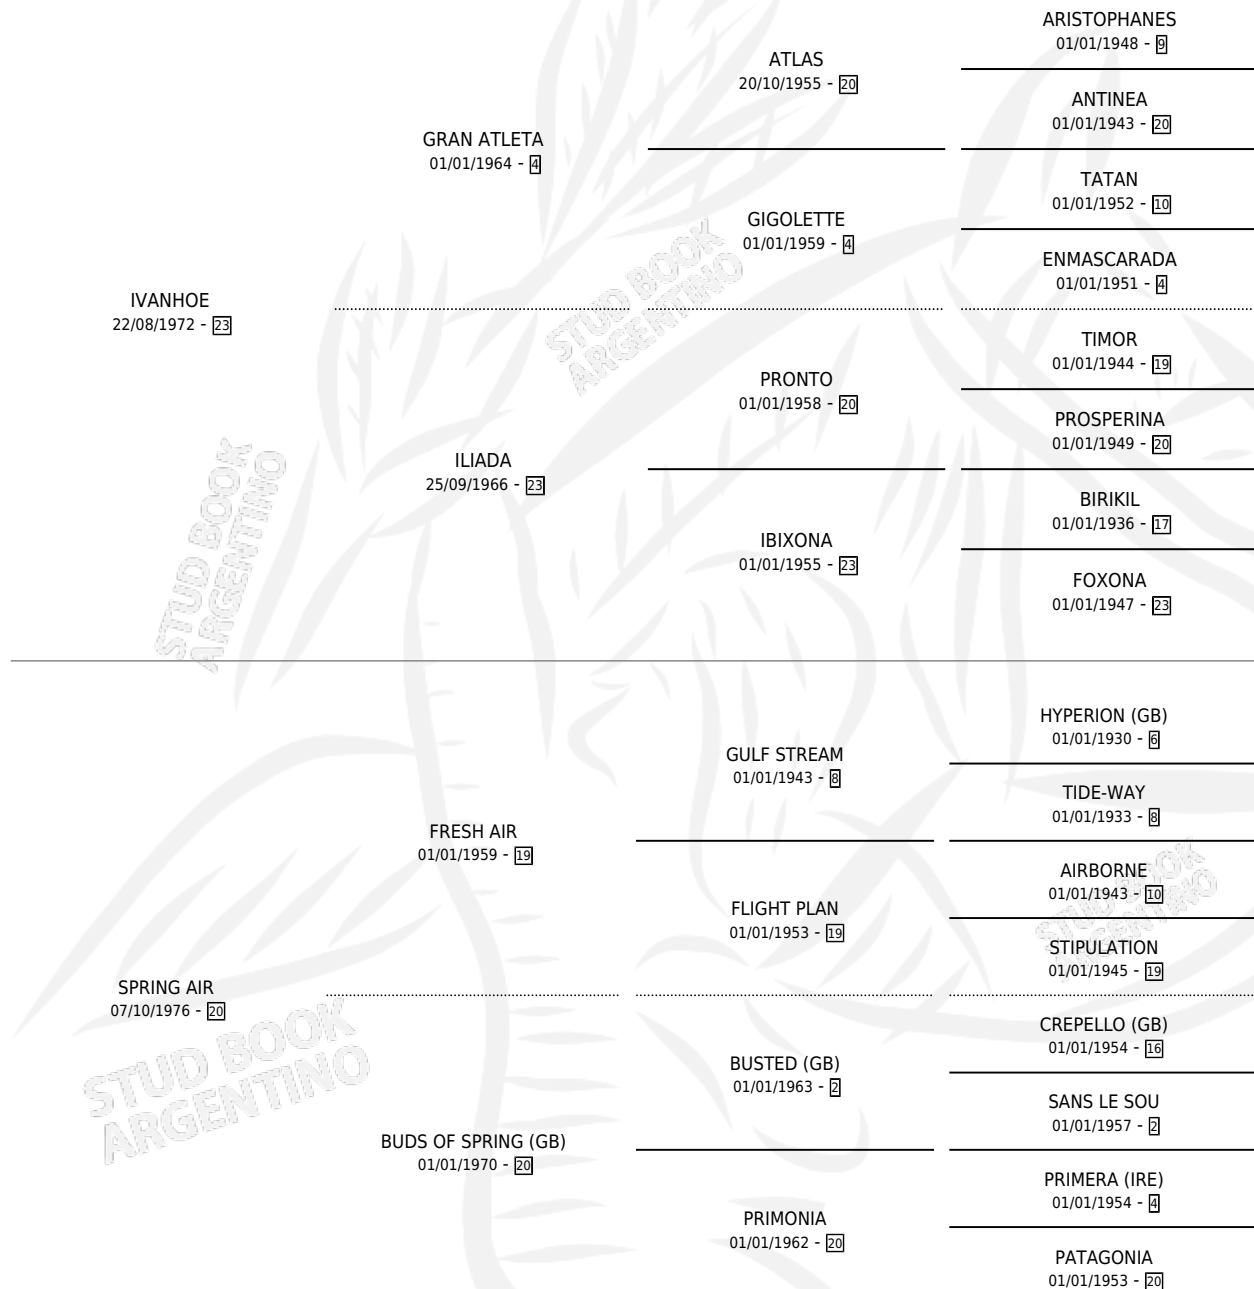 IVANHOE
22/08/1972 - 23
GRAN ATLETA
01/01/1964 - 4
ATLAS
20/10/1955 - 20
ARISTOPHANES
01/01/1948 - 9
ANTINEA
01/01/1943 - 20
GIGOLETTE
01/01/1959 - 4
TATAN
01/01/1952 - 10
ENMASCARADA
01/01/1951 - 4
ILIADA
25/09/1966 - 23
PRONTO
01/01/1958 - 20
TIMOR
01/01/1944 - 19
PROSPERINA
01/01/1949 - 20
IBIXONA
01/01/1955 - 23
BIRIKIL
01/01/1936 - 17
FOXONA
01/01/1947 - 23
SPRING AIR
07/10/1976 - 20
FRESH AIR
01/01/1959 - 19
GULF STREAM
01/01/1943 - 8
HYPERION (GB)
01/01/1930 - 6
TIDE-WAY
01/01/1933 - 8
FLIGHT PLAN
01/01/1953 - 19
AIRBORNE
01/01/1943 - 10
STIPULATION
01/01/1945 - 19
BUDS OF SPRING (GB)
01/01/1970 - 20
BUSTED (GB)
01/01/1963 - 2
CREPELLO (GB)
01/01/1954 - 16
SANS LE SOU
01/01/1957 - 2
PRIMONIA
01/01/1962 - 20
PRIMERA (IRE)
01/01/1954 - 4
PATAGONIA
01/01/1953 - 20
STUD BOOK
ARGENTINO
STUD BOOK
ARGENTINO
STUD BOOK
ARGENTINO
STUD BOOK
ARGENTINO